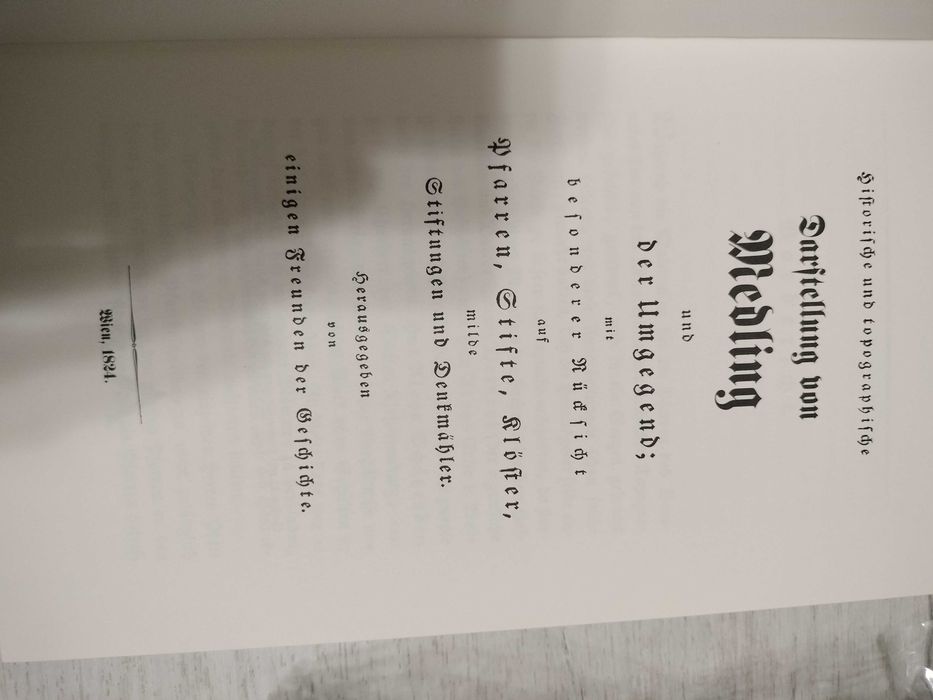 Historische und topographische
Darstellung von
Medling
und
der Umgegend;
mit
besonderer Rücksicht
auf
Pfarren, Stifte, Klöster,
milde
Stiftungen und Denkmähler.
Herausgegeben
von
einigen Freunden der Geschichte.
Wien, 1824.